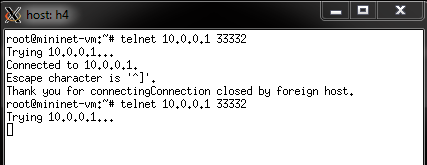 host: h4
root@mininet-vm:~# telnet 10.0.0.1 33332
Trying 10.0.0.1...
Connected to 10.0.0.1.
Escape character is '^]'.
Thank you for connectingConnection closed by foreign host.
root@mininet-vm:~# telnet 10.0.0.1 33332
Trying 10.0.0.1...